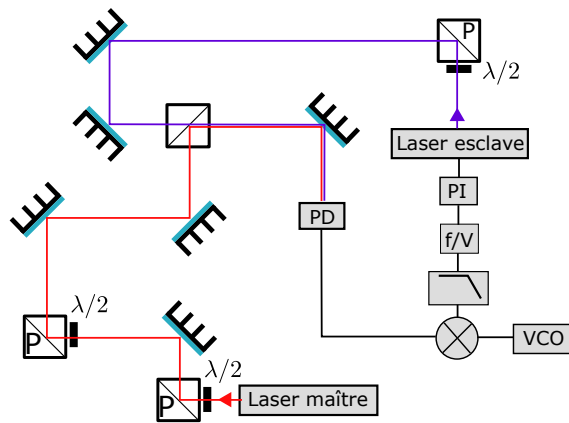 P
λ/2
Laser esclave
PI
PD
f/V
λ/2
P
VCO
λ/2
P
Laser maître